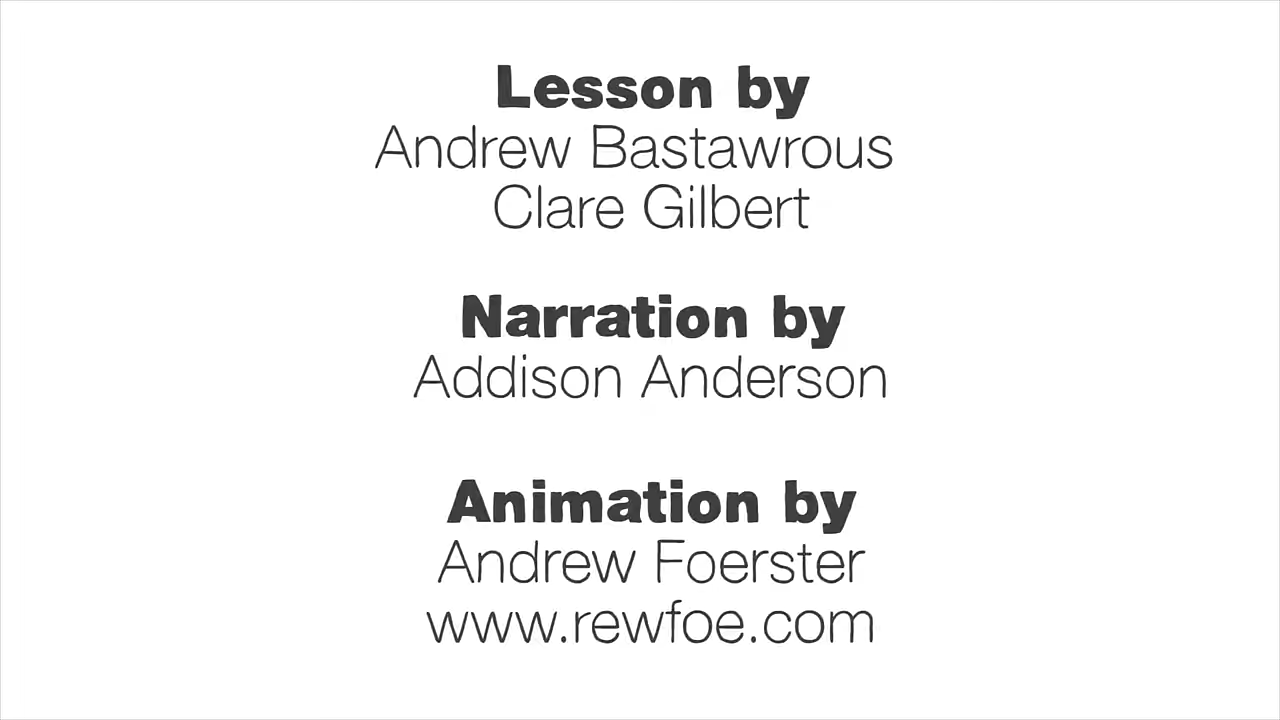 Lesson by
Andrew Bastawrous
Clare Gilbert
Narration by
Addison Anderson
Animation by
Andrew Foerster
www.rewfoe.com